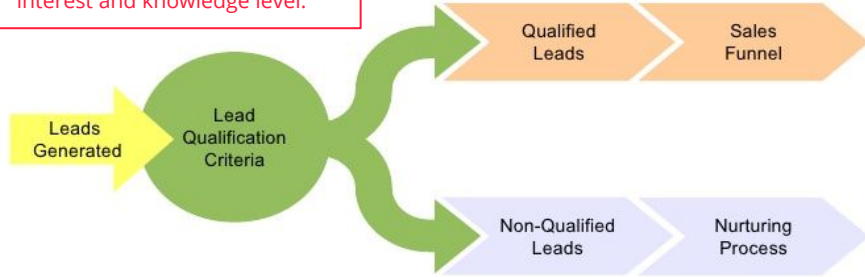 interest and knowledge level.
Qualified
Leads
Sales
Funnel
Leads
Generated
Lead
Qualification
Criteria
Non-Qualified
Leads
Nurturing
Process